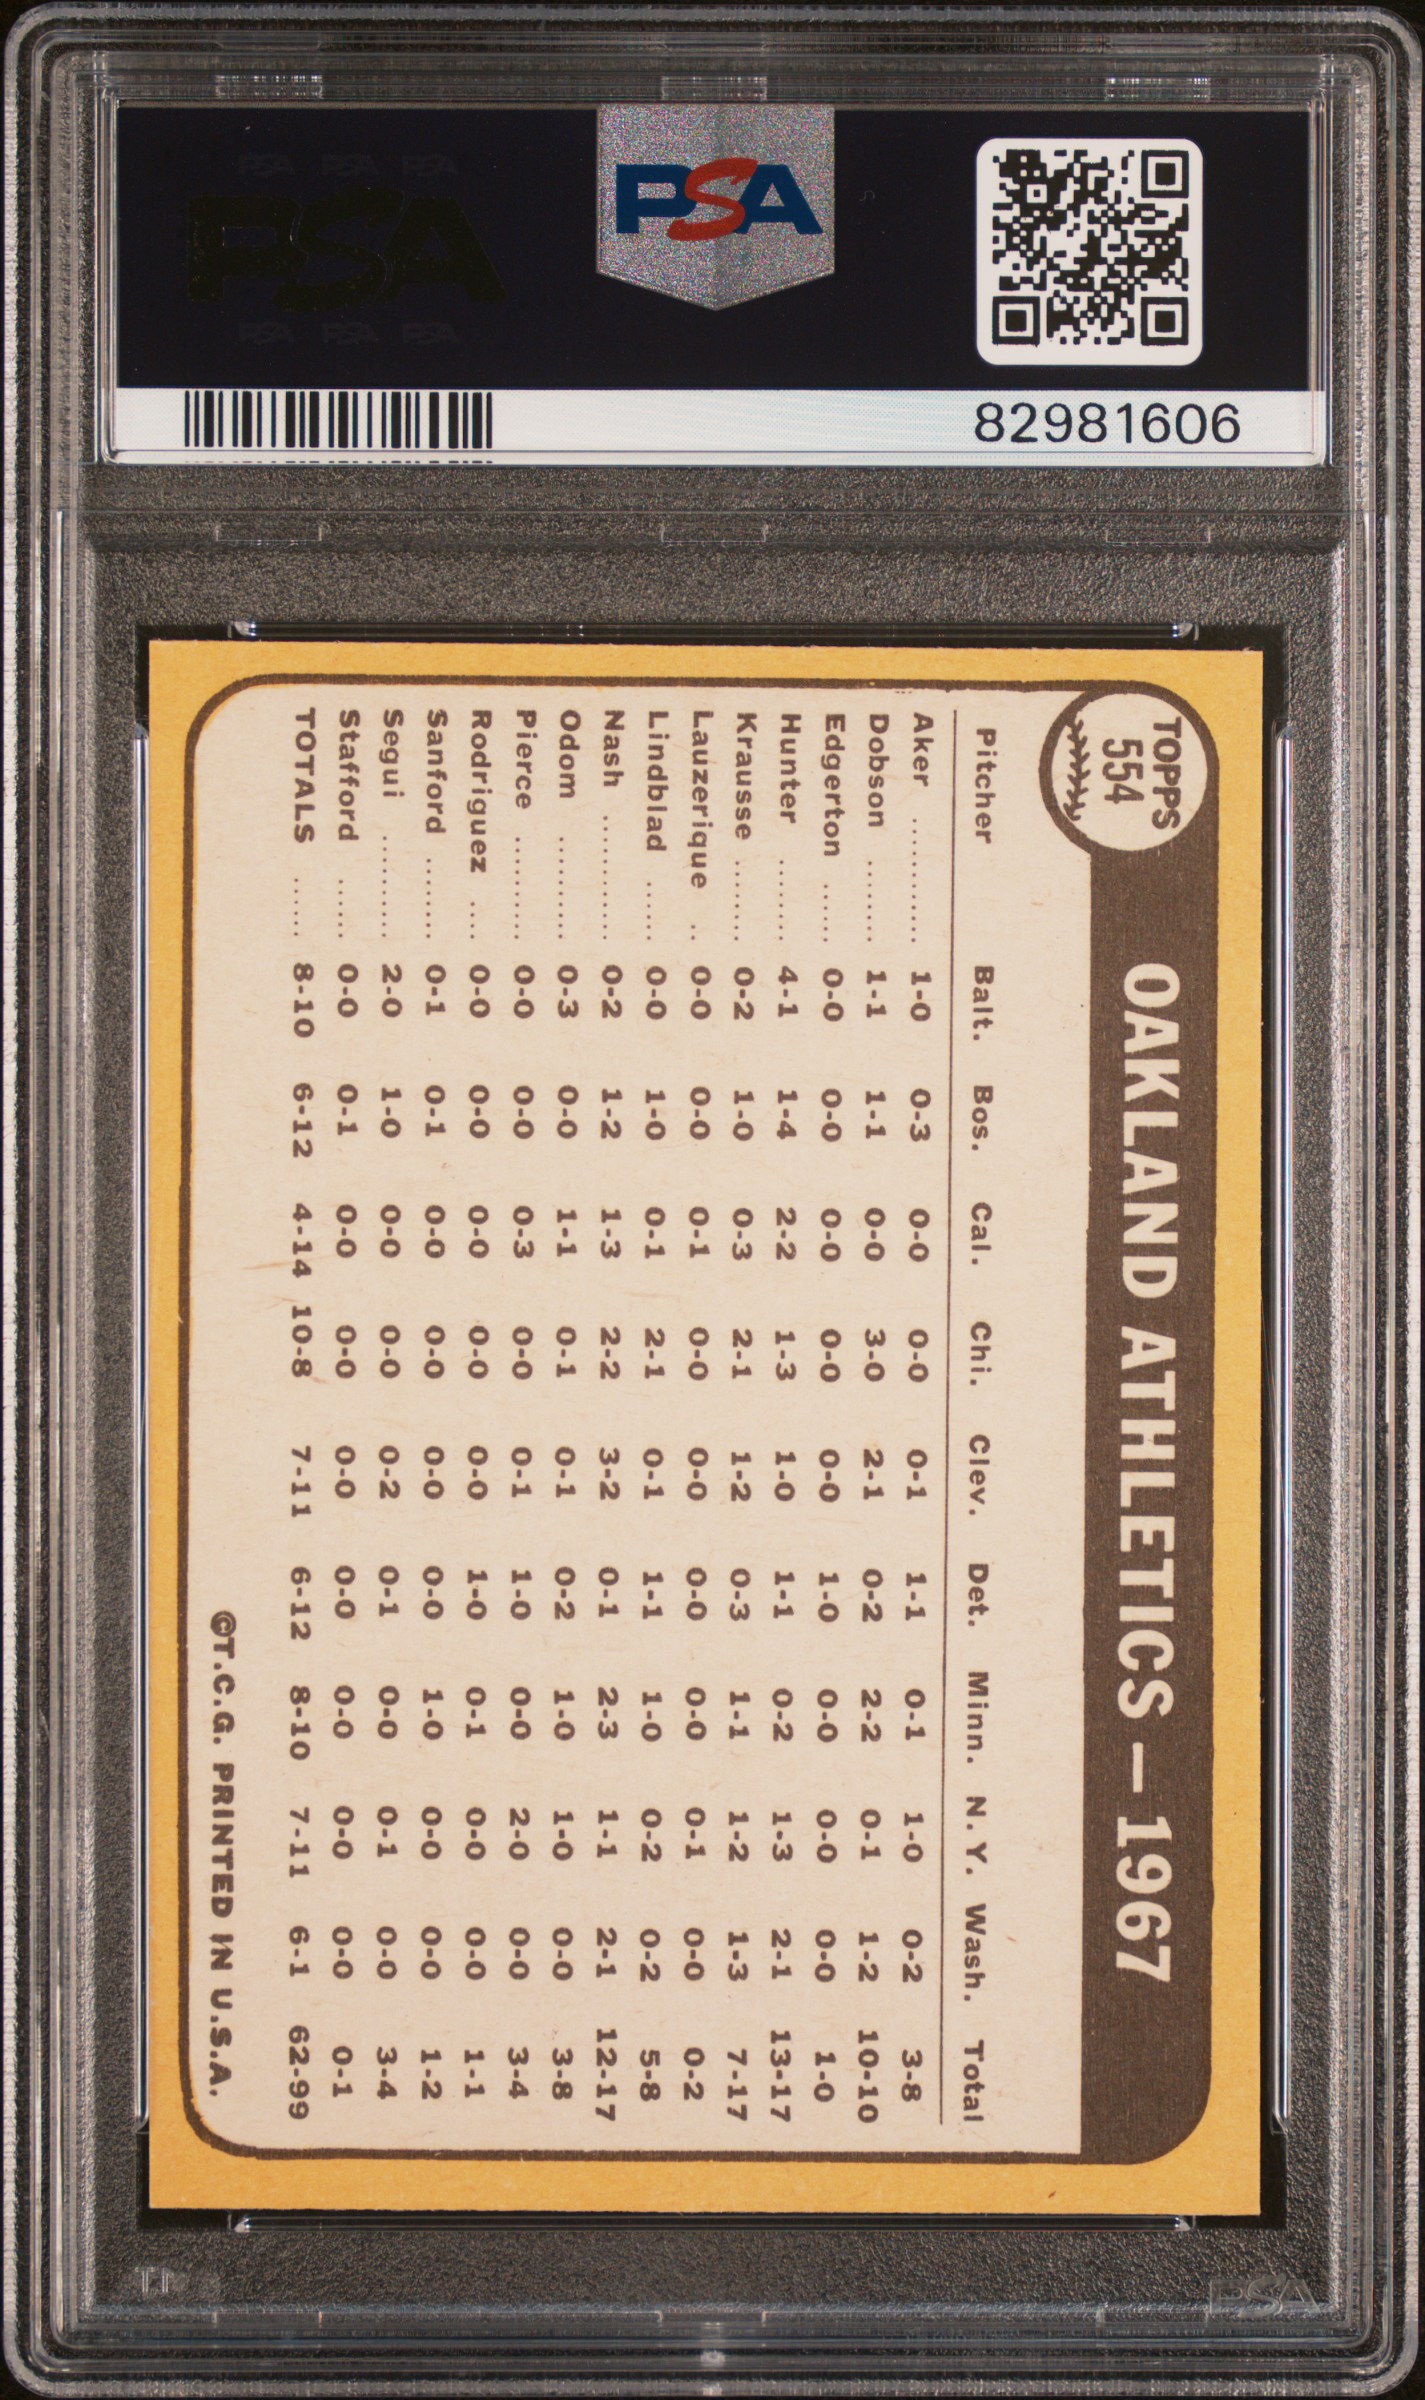 PSA PSA PSA
PSA
PSA PSA PSA
PSA
82981606
TOPPS
554
OAKLAND ATHLETICS — 1967
Pitcher Balt. Bos. Cal. Chi. Clev. Det. Minn. N.Y. Wash. Total
Aker ........... 1-0 0-3 0-0 0-0 0-1 1-1 0-1 1-0 0-2 3-8
Dobson ........ 1-1 1-1 0-0 3-0 2-1 0-2 2-2 0-1 1-2 10-10
Edgerton ...... 0-0 0-0 0-0 0-0 0-0 1-0 0-0 0-0 0-0 1-0
Hunter ........ 4-1 1-4 2-2 1-3 1-0 1-1 0-2 1-3 2-1 13-17
Krausse ........ 0-2 1-0 0-3 2-1 1-2 0-3 1-1 1-2 1-3 7-17
Lauzerique .. 0-0 0-0 0-1 0-0 0-0 0-0 0-0 0-1 0-0 0-2
Lindblad ...... 0-0 1-0 0-1 2-1 0-1 1-1 1-0 0-2 0-2 5-8
Nash ............ 0-2 1-2 1-3 2-2 3-2 0-1 2-3 1-1 2-1 12-17
Odom .......... 0-3 0-0 1-1 0-1 0-1 0-2 1-0 1-0 0-0 3-8
Pierce .......... 0-0 0-0 0-3 0-0 0-1 1-0 0-0 2-0 0-0 3-4
Rodriguez .... 0-0 0-0 0-0 0-0 0-0 1-0 0-1 0-0 0-0 1-1
Sanford ........ 0-1 0-1 0-0 0-0 0-0 0-0 1-0 0-0 0-0 1-2
Segui .......... 2-0 1-0 0-0 0-0 0-2 0-1 0-0 0-1 0-0 3-4
Stafford ...... 0-0 0-1 0-0 0-0 0-0 0-0 0-0 0-0 0-0 0-1
TOTALS ...... 8-10 6-12 4-14 10-8 7-11 6-12 8-10 7-11 6-1 62-99
©T.C.G. PRINTED IN U.S.A.
PSA